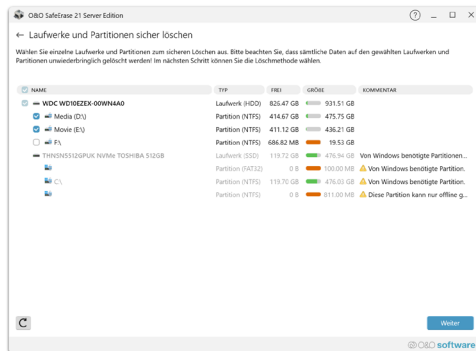 O&O SafeErase 21 Server Edition
← Laufwerke und Partitionen sicher löschen
Wählen Sie einzelne Laufwerke und Partitionen zum sicheren Löschen aus. Bitte beachten Sie, dass sämtliche Daten auf den gewählten Laufwerken und
Partitionen unwiederbringlich gelöscht werden! Im nächsten Schritt können Sie die Löschmethode wählen.
NAME TYP FREI GRÖßE KOMMENTAR
WDC WD10EZEX-00WN4A0 Laufwerk (HDD) 826.47 GB 931.51 GB
Media (D:\) Partition (NTFS) 414.67 GB 475.75 GB
Movie (E:\) Partition (NTFS) 411.12 GB 436.21 GB
F:\ Partition (NTFS) 686.82 MB 19.53 GB
THNSN5512GPUK NVMe TOSHIBA 512GB Laufwerk (SSD) 119.72 GB 476.94 GB Von Windows benötigte Partitionen...
Partition (FAT32) 0 B 100.00 MB Von Windows benötigte Partition.
C:\ Partition (NTFS) 119.70 GB 476.03 GB Von Windows benötigte Partition.
Partition (NTFS) 0 B 811.00 MB Diese Partition kann nur offline g...
Weiter
@ O&O software